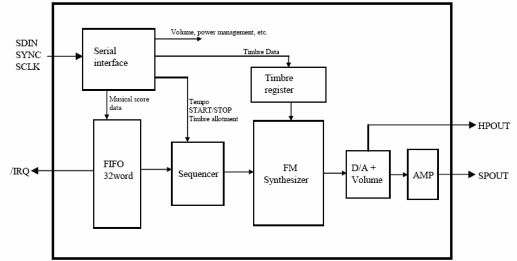 Volume, power management, etc.
SDIN
SYNC
SCLK
Serial
interface
Timbre Data
Timbre
register
Musical score
data
Tempo
START/STOP
Timbre allotment
HPOUT
FIFO
32word
Sequencer
FM
Synthesizer
D/A +
Volume
AMP
/IRQ
SPOUT